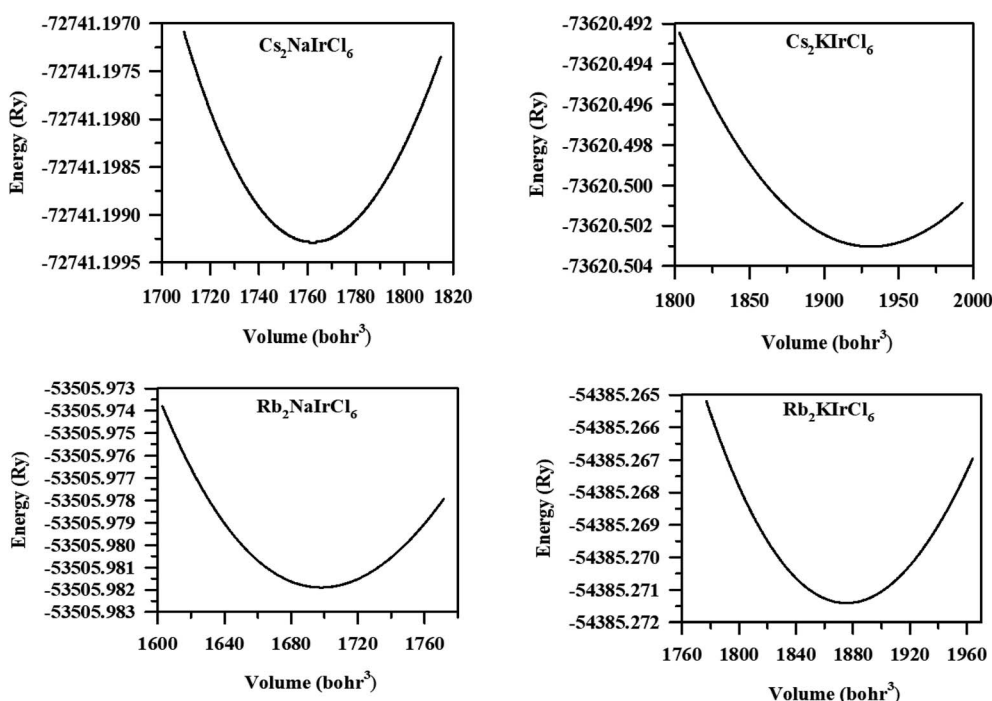 Cs₂NaIrCl₆
Energy (Ry)
-72741.1970
-72741.1975
-72741.1980
-72741.1985
-72741.1990
-72741.1995
1700 1720 1740 1760 1780 1800 1820
Volume (bohr³)
Cs₂KIrCl₆
Energy (Ry)
-73620.492
-73620.494
-73620.496
-73620.498
-73620.500
-73620.502
-73620.504
1800 1850 1900 1950 2000
Volume (bohr³)
Rb₂NaIrCl₆
Energy (Ry)
-53505.973
-53505.974
-53505.975
-53505.976
-53505.977
-53505.978
-53505.979
-53505.980
-53505.981
-53505.982
-53505.983
1600 1640 1680 1720 1760
Volume (bohr³)
Rb₂KIrCl₆
Energy (Ry)
-54385.265
-54385.266
-54385.267
-54385.268
-54385.269
-54385.270
-54385.271
-54385.272
1760 1800 1840 1880 1920 1960
Volume (bohr³)